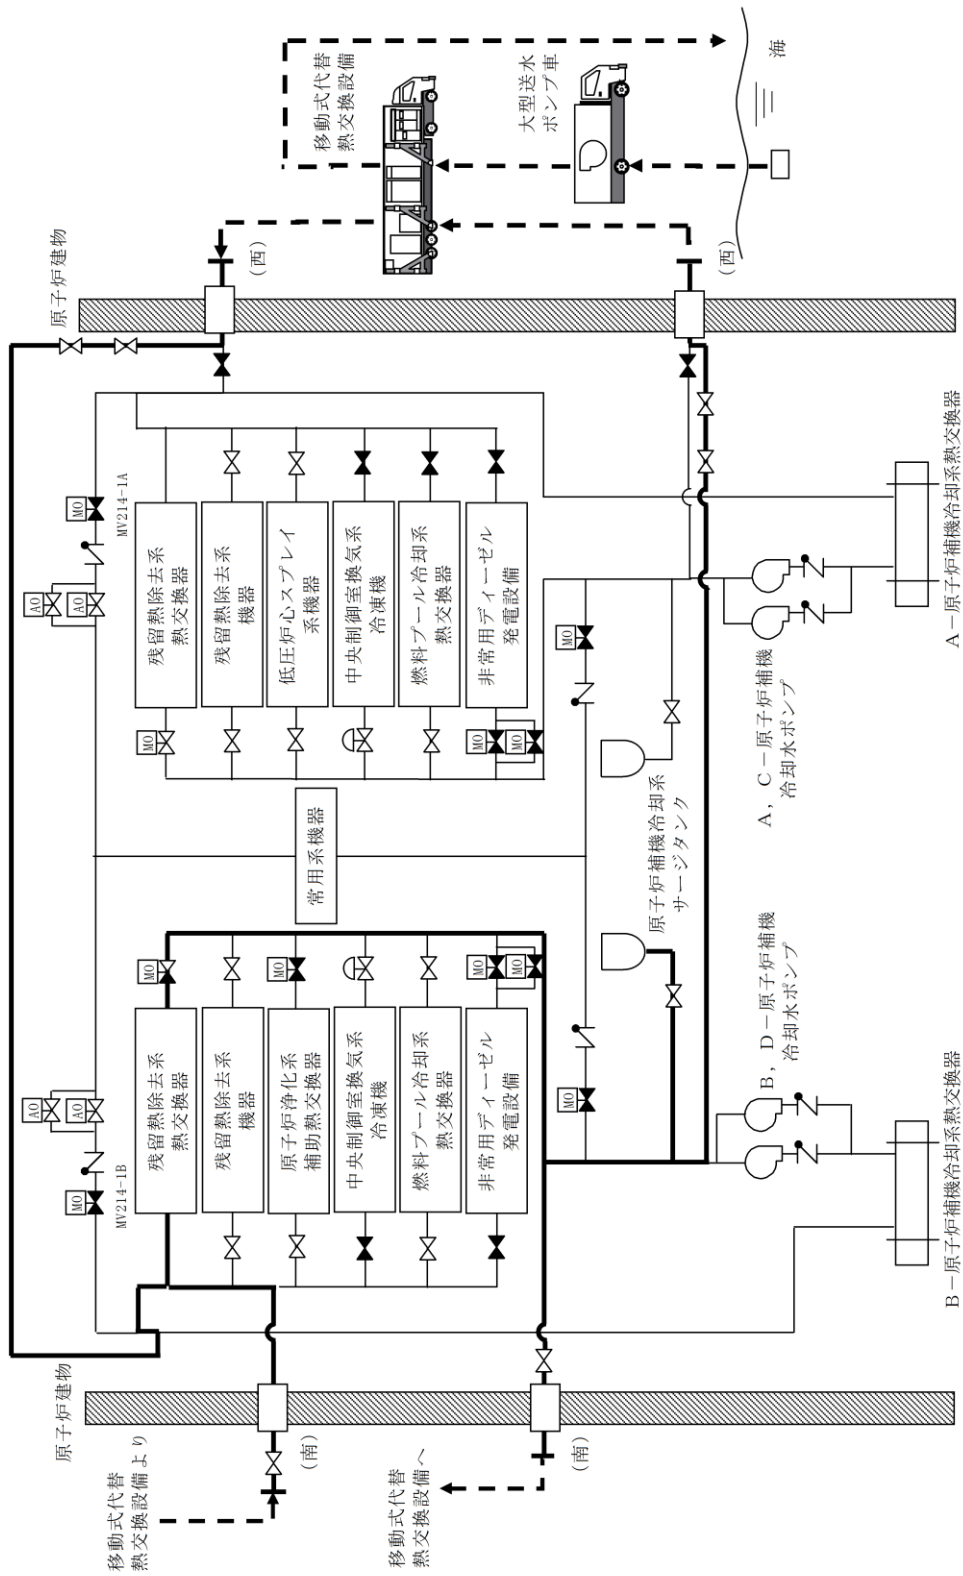 移動式代替
熱交換設備
大型送水
ポンプ車
海
(西)
(西)
原子炉建物
MO
MV214-1A
AO
AO
残留熱除去系
熱交換器
残留熱除去系
機器
低圧炉心スプレイ
系機器
中央制御室換気系
冷凍機
燃料プール冷却系
熱交換器
非常用ディーゼル
発電設備
MO
MO
MO
MO
A－原子炉補機冷却系熱交換器
A，C－原子炉補機
冷却水ポンプ
原子炉補機冷却系
サージタンク
常用系機器
B，D－原子炉補機
冷却水ポンプ
B－原子炉補機冷却系熱交換器
AO
AO
MO
MV214-1B
MO
MO
MO
MO
MO
残留熱除去系
熱交換器
残留熱除去系
機器
原子炉浄化系
補助熱交換器
中央制御室換気系
冷凍機
燃料プール冷却系
熱交換器
非常用ディーゼル
発電設備
原子炉建物
(南)
(南)
移動式代替
熱交換設備より
移動式代替
熱交換設備へ